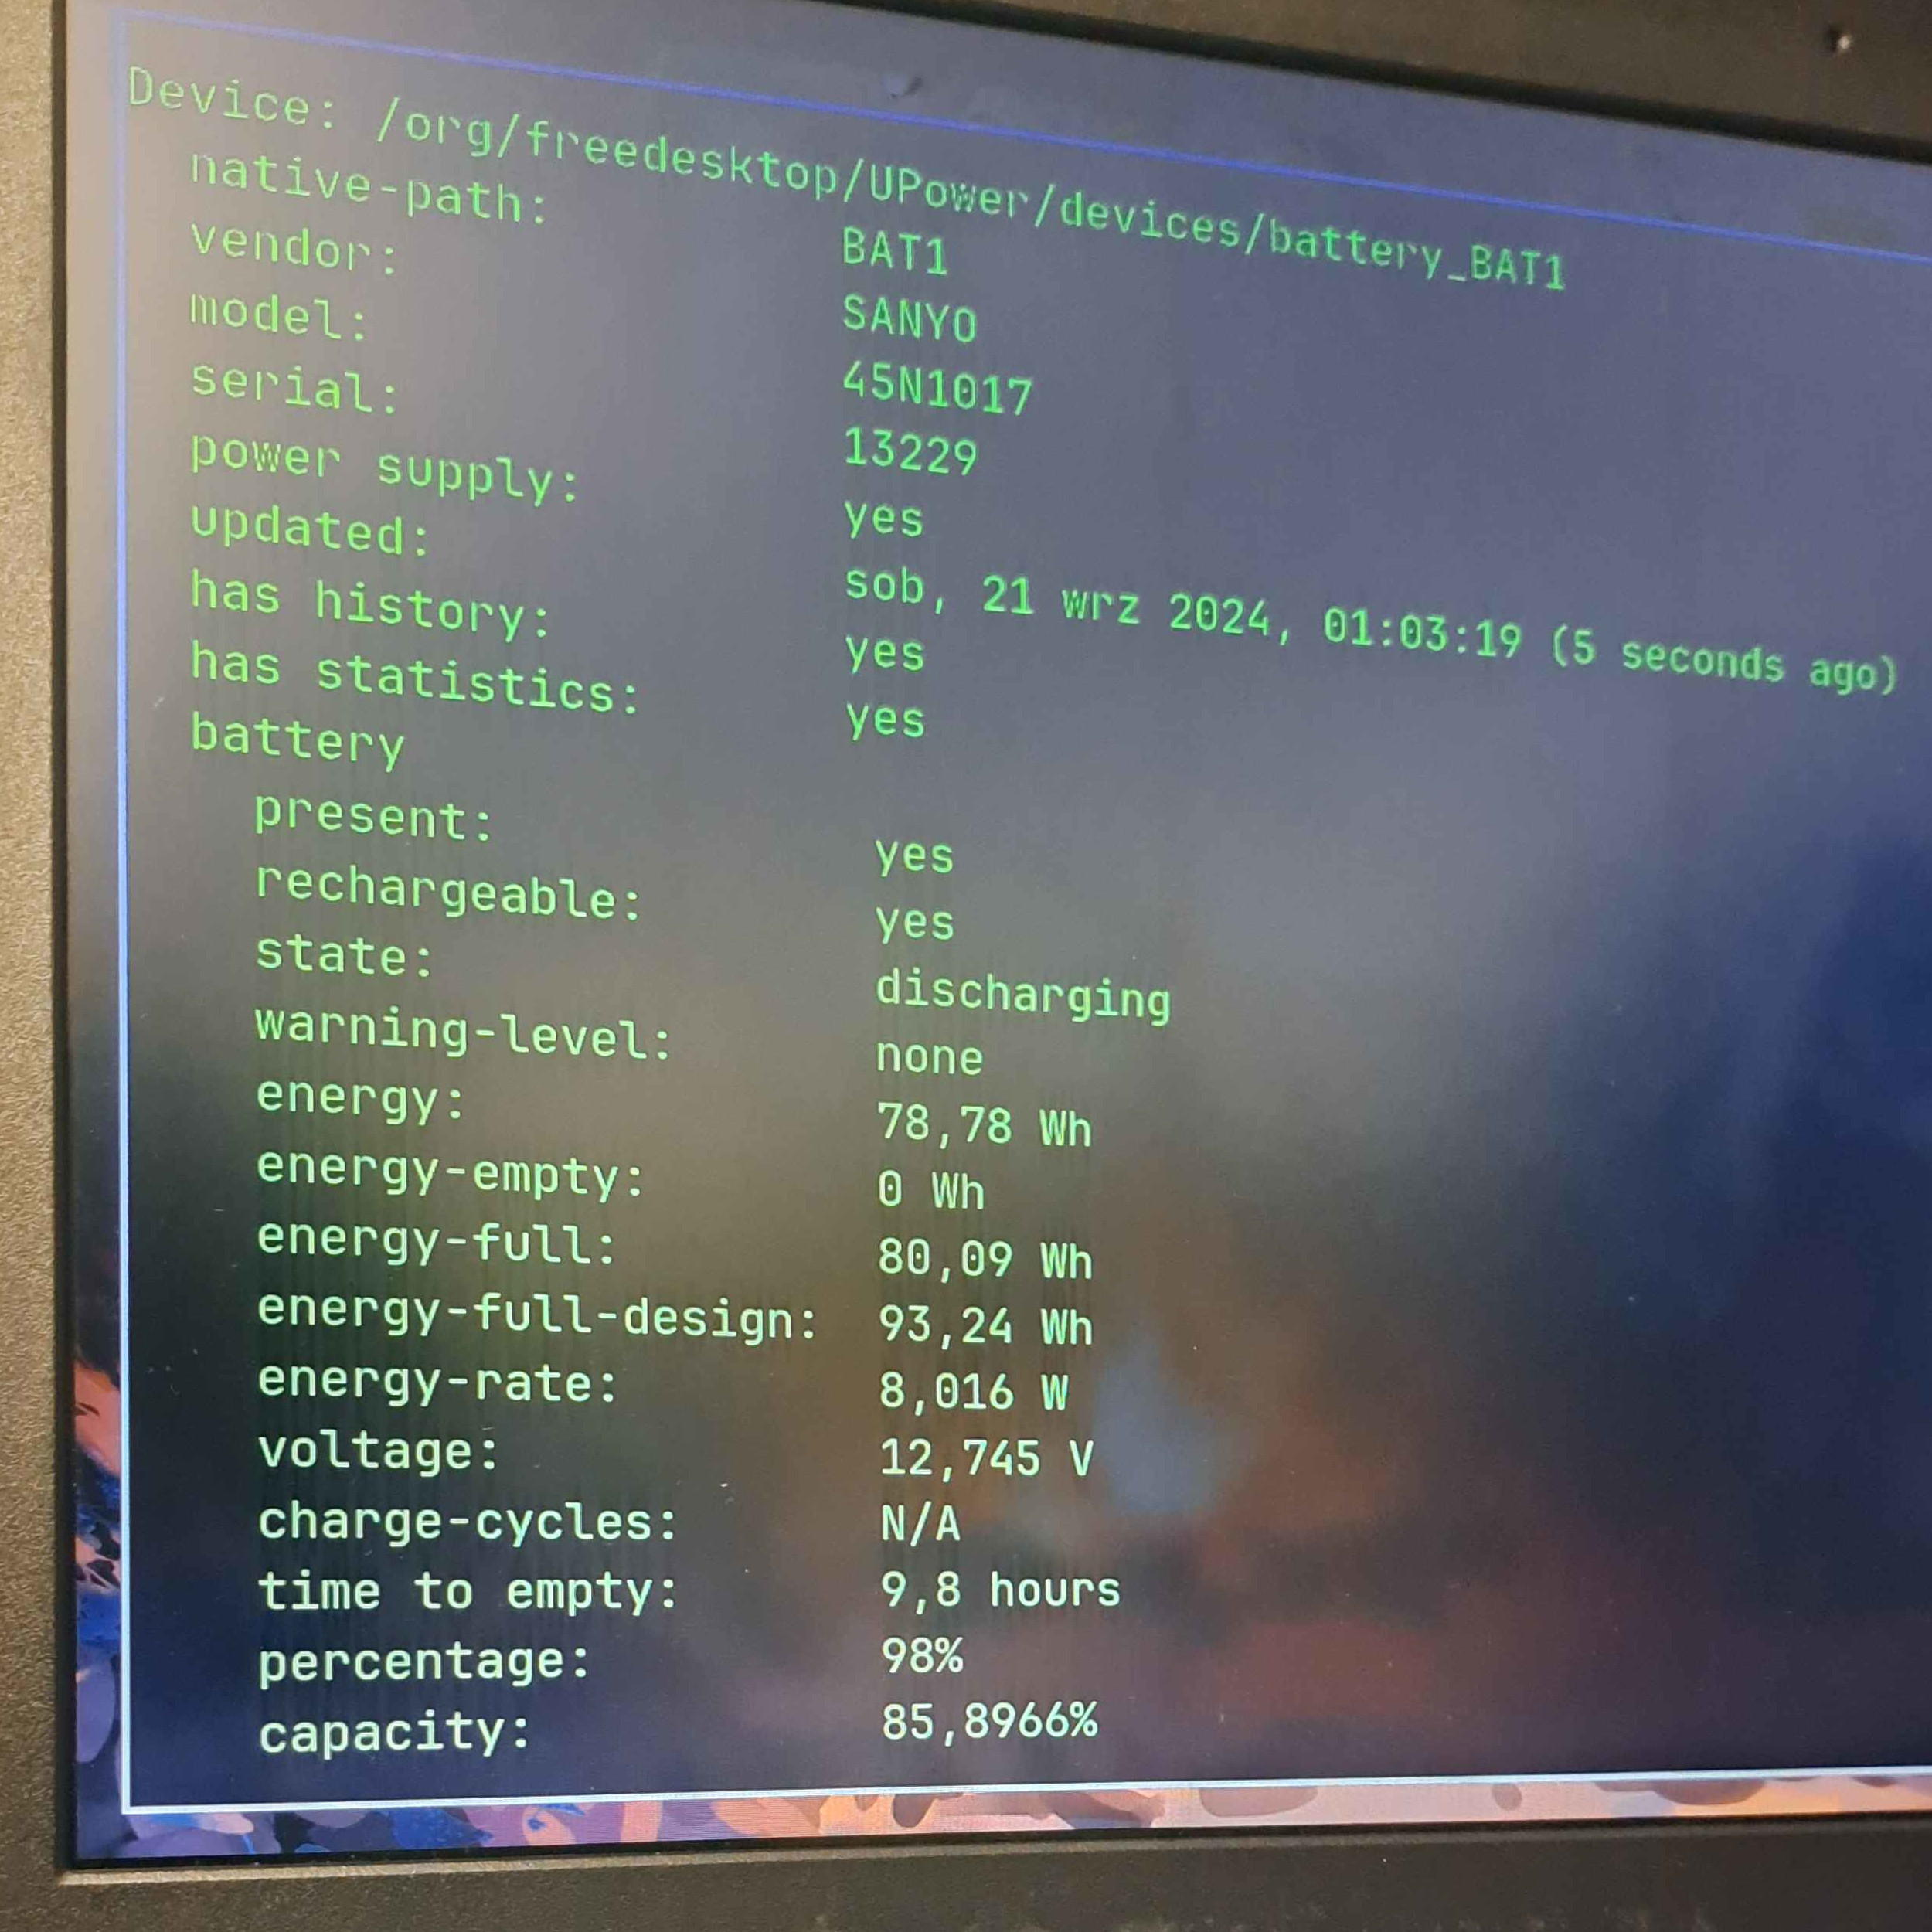 Device: /org/freedesktop/UPower/devices/battery_BAT1
native-path: BAT1
vendor: SANYO
model: 45N1017
serial: 13229
power supply: yes
updated: sob, 21 wrz 2024, 01:03:19 (5 seconds ago)
has history: yes
has statistics: yes
battery
present: yes
rechargeable: yes
state: discharging
warning-level: none
energy: 78,78 Wh
energy-empty: 0 Wh
energy-full: 80,09 Wh
energy-full-design: 93,24 Wh
energy-rate: 8,016 W
voltage: 12,745 V
charge-cycles: N/A
time to empty: 9,8 hours
percentage: 98%
capacity: 85,8966%